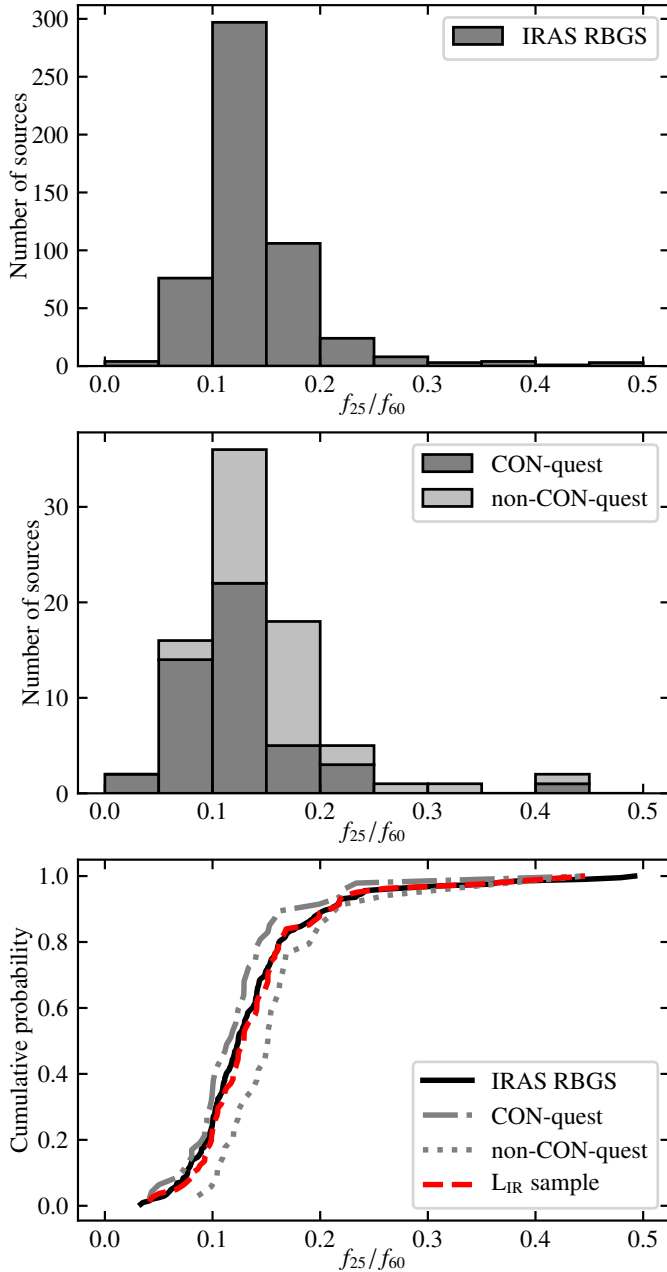 300
250
200
150
100
50
0
Number of sources
IRAS RBGS
0.0 0.1 0.2 0.3 0.4 0.5
f25/f60
30
20
10
0
Number of sources
CON-quest
non-CON-quest
0.0 0.1 0.2 0.3 0.4 0.5
f25/f60
1.0
0.8
0.6
0.4
0.2
0.0
Cumulative probability
IRAS RBGS
CON-quest
non-CON-quest
LIR sample
0.0 0.1 0.2 0.3 0.4 0.5
f25/f60